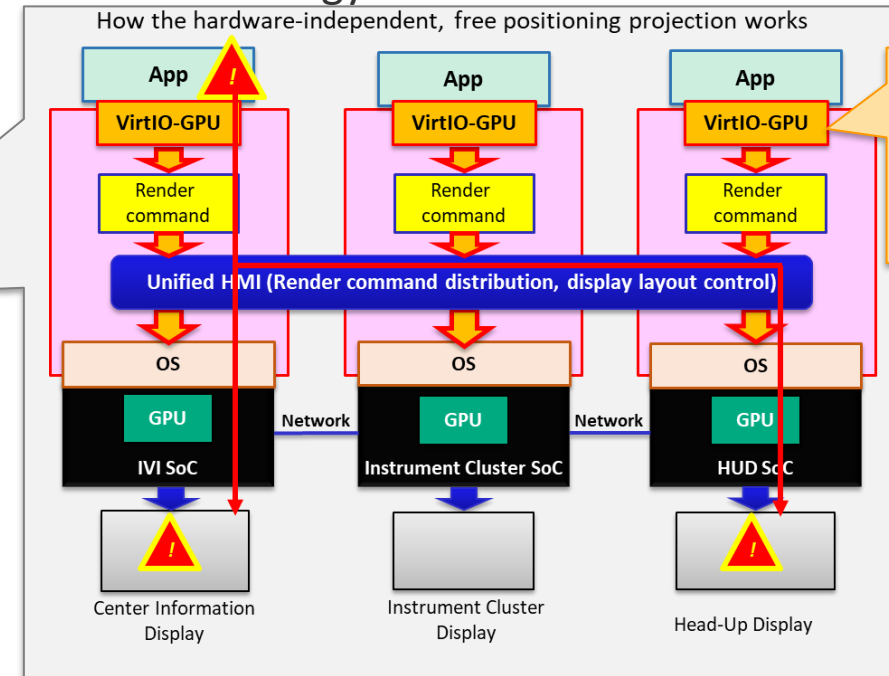 How the hardware-independent, free positioning projection works
App
!
App
App
VirtIO-GPU
VirtIO-GPU
VirtIO-GPU
Render
command
Render
command
Render
command
Unified HMI (Render command distribution, display layout control)
OS
OS
OS
GPU
Network
GPU
Network
GPU
IVI SoC
Instrument Cluster SoC
HUD SoC
!
!
Center Information
Display
Instrument Cluster
Display
Head-Up Display